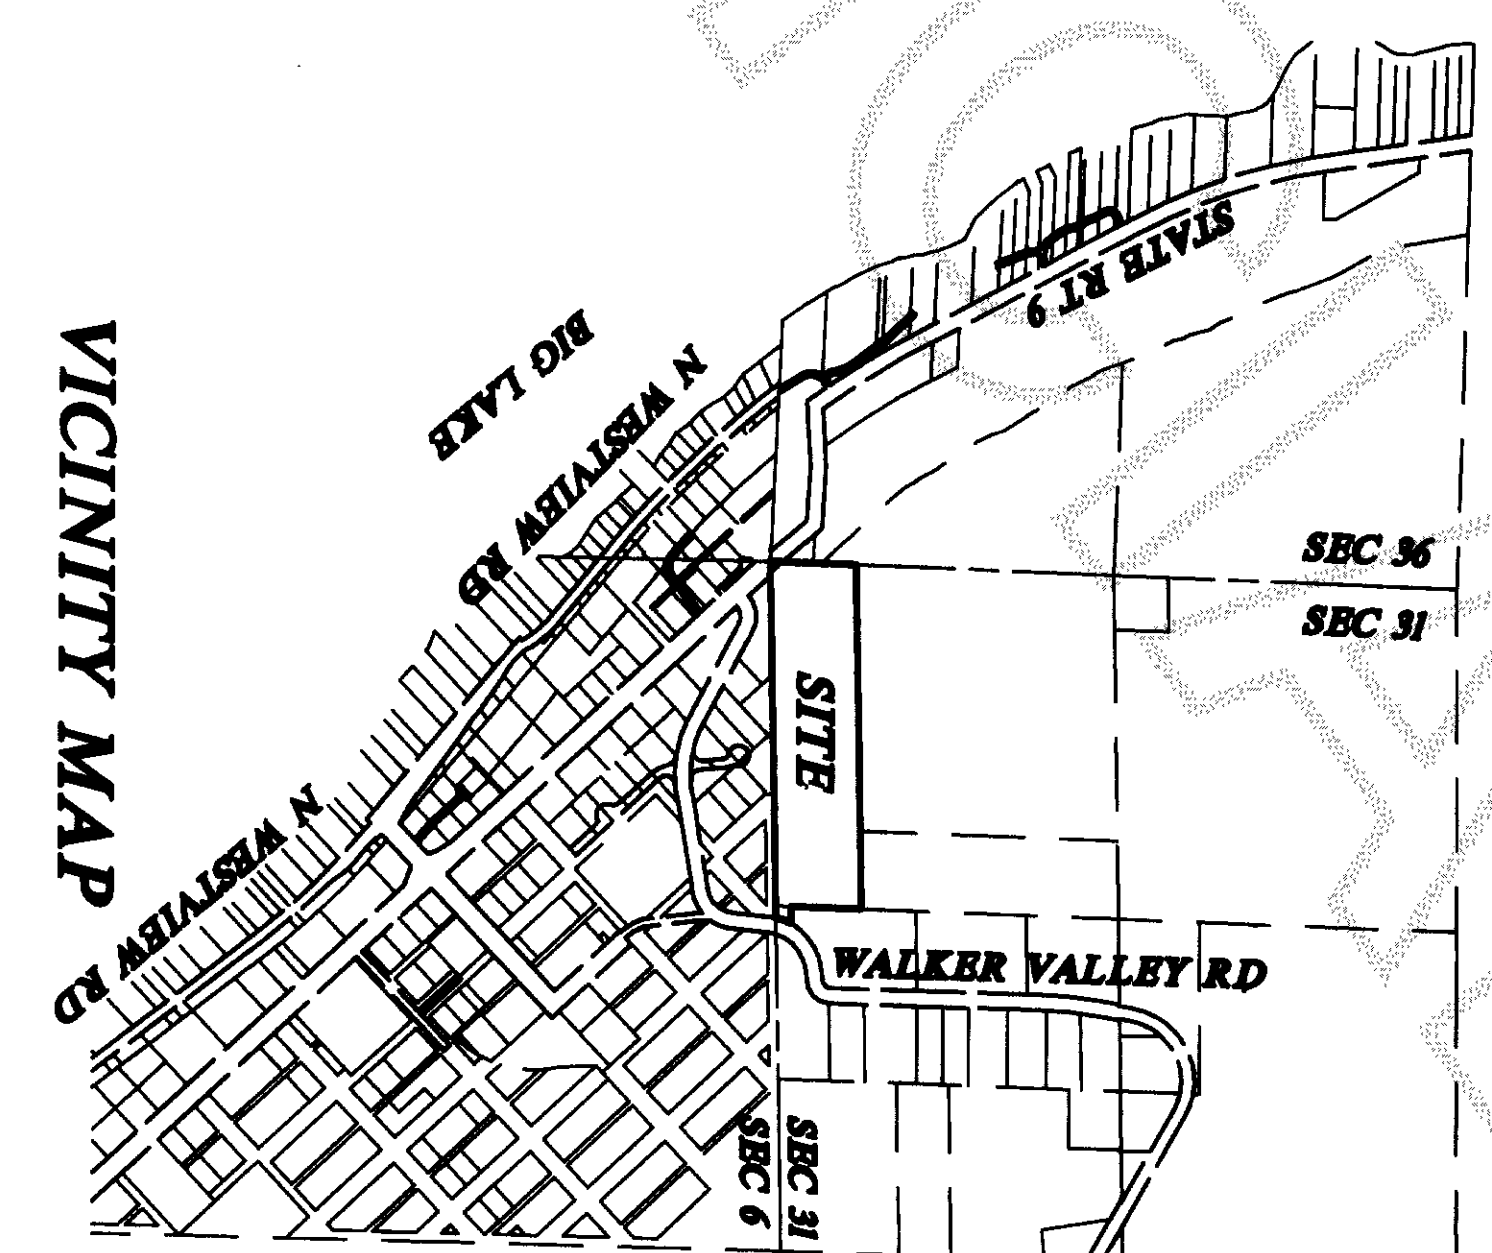 STATE RT 9
BIG LAKE
N WESTVIEW RD
VICINITY MAP
SEC 36
SEC 31
SITE
N WESTVIEW RD
WALKER VALLEY RD
SEC 31
SEC 6